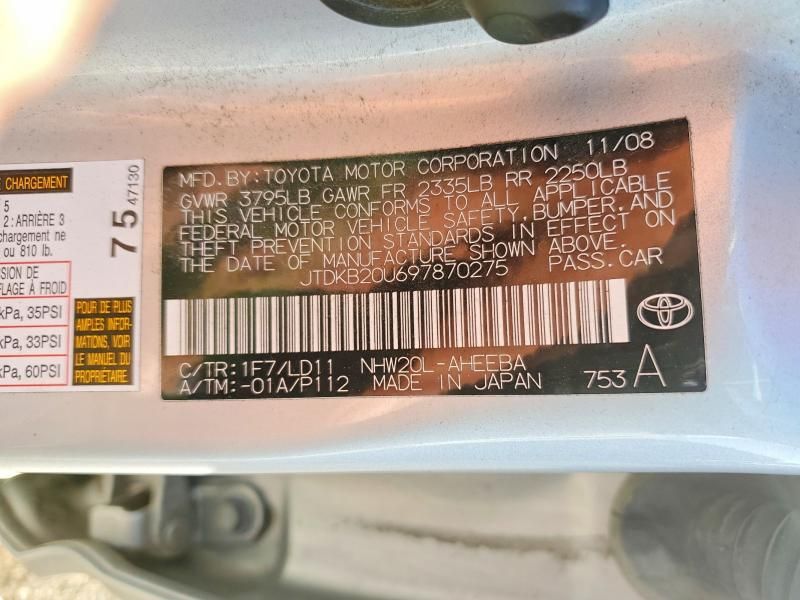 E CHARGEMENT
5
2: ARRIÈRE 3
chargement ne
ou 810 lb.
SION DE
FLAGE À FROID
kPa, 35PSI
kPa, 33PSI
kPa, 60PSI
75
47130
POUR DE PLUS
AMPLES INFOR-
MATIONS, VOIR
LE MANUEL DU
PROPRIÉTAIRE
MFD. BY: TOYOTA MOTOR CORPORATION 11/08
GVWR 3795LB GAWR FR 2335LB RR 2250LB
THIS VEHICLE CONFORMS TO ALL APPLICABLE
FEDERAL MOTOR VEHICLE SAFETY, BUMPER, AND
THEFT PREVENTION STANDARDS IN EFFECT ON
THE DATE OF MANUFACTURE SHOWN ABOVE.
JTDKB20U697870275 PASS. CAR
C/TR: 1F7/LD11 NHW20L-AHEEBA
A/TM: -01A/P112 MADE IN JAPAN 753 A